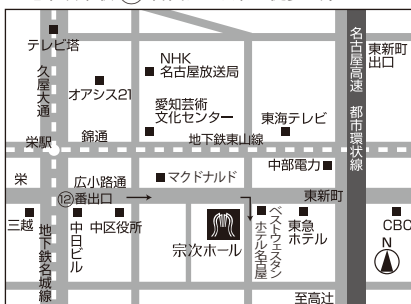 テレビ塔
久屋大通
オアシス21
NHK
名古屋放送局
愛知芸術
文化センター
東海テレビ
名古屋高速 都市環状線
東新町
出口
栄駅
錦通
地下鉄東山線
中部電力
栄
広小路通
マクドナルド
東新町
⑫番出口
三越
地下鉄名城線
中日ビル
中区役所
宗次ホール
ベストウェスタン
ホテル名古屋
東急
ホテル
CBC
N
至高辻